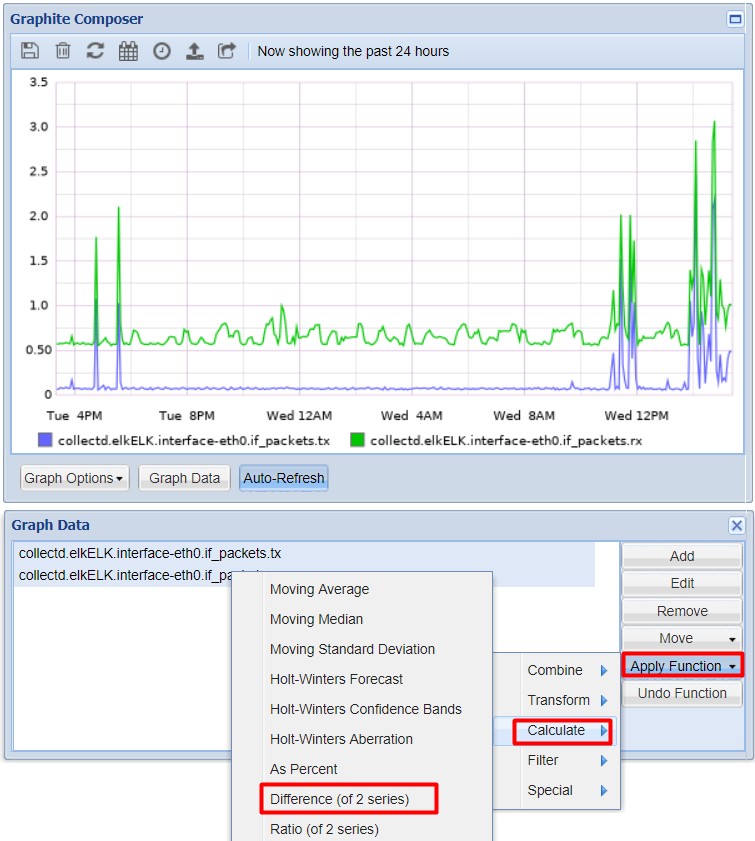 Graphite Composer
Now showing the past 24 hours
3.5
3.0
2.5
2.0
1.5
1.0
0.50
0
Tue 4PM Tue 8PM Wed 12AM Wed 4AM Wed 8AM Wed 12PM
collectd.elkELK.interface-eth0.if_packets.tx collectd.elkELK.interface-eth0.if_packets.rx
Graph Options Graph Data Auto-Refresh
Graph Data
collectd.elkELK.interface-eth0.if_packets.tx
collectd.elkELK.interface-eth0.if_pa
Add
Edit
Remove
Move
Apply Function
Undo Function
Combine
Transform
Calculate
Filter
Special
Moving Average
Moving Median
Moving Standard Deviation
Holt-Winters Forecast
Holt-Winters Confidence Bands
Holt-Winters Aberration
As Percent
Difference (of 2 series)
Ratio (of 2 series)